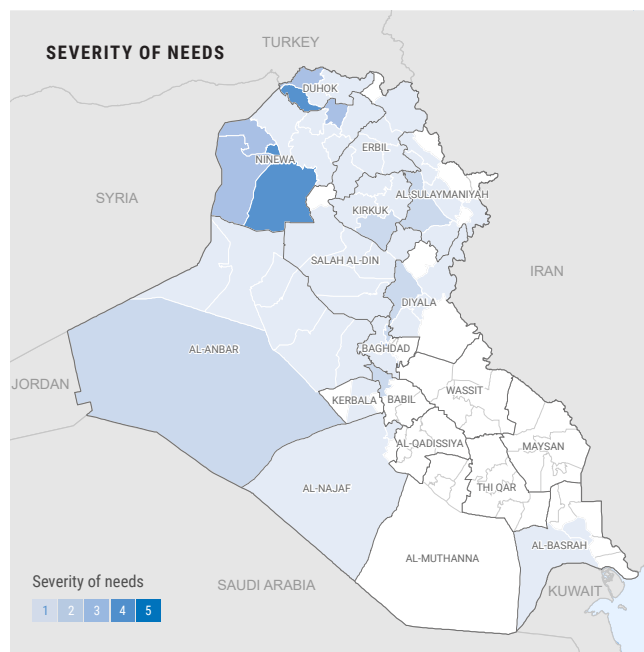 SEVERITY OF NEEDS
TURKEY
DUHOK
NINEWA
ERBIL
AL-SULAYMANIYAH
SYRIA
KIRKUK
SALAH AL-DIN
IRAN
DIYALA
AL-ANBAR
BAGHDAD
JORDAN
KERBALA
BABIL
WASSIT
AL-QADISSIYA
MAYSAN
AL-NAJAF
THI QAR
AL-BASRAH
AL-MUTHANNA
SAUDI ARABIA
KUWAIT
Severity of needs
1 2 3 4 5